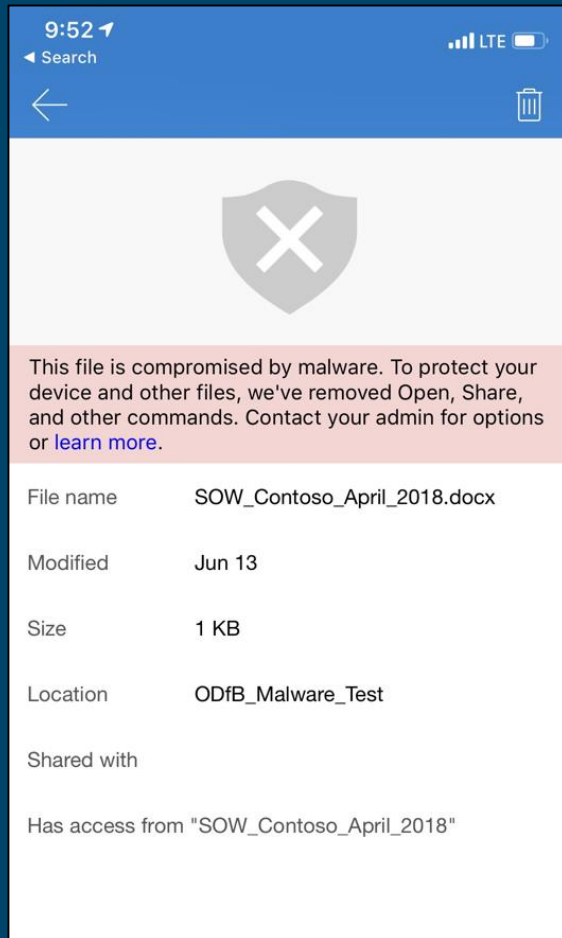 9:52
LTE
◀ Search
This file is compromised by malware. To protect your
device and other files, we've removed Open, Share,
and other commands. Contact your admin for options
or learn more.
File name SOW_Contoso_April_2018.docx
Modified Jun 13
Size 1 KB
Location ODfB_Malware_Test
Shared with
Has access from "SOW_Contoso_April_2018"